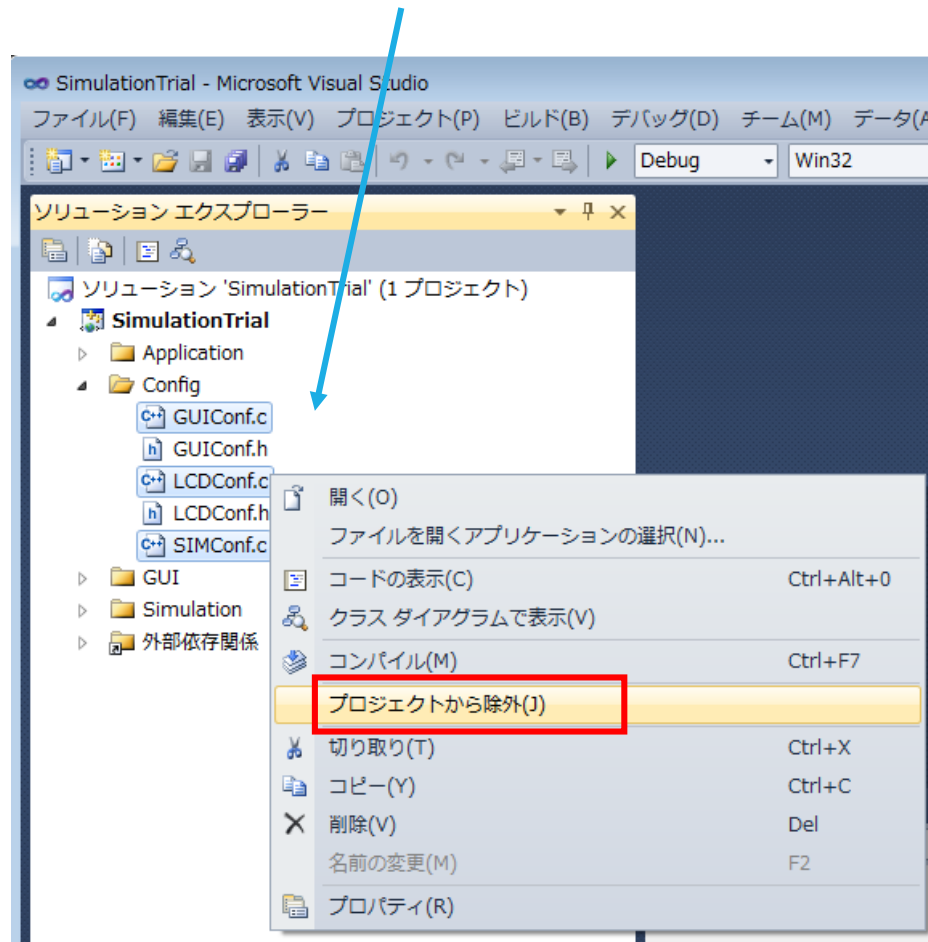 SimulationTrial - Microsoft Visual Studio
ファイル(F) 編集(E) 表示(V) プロジェクト(P) ビルド(B) デバッグ(D) チーム(M) データ(A
Debug Win32
ソリューション エクスプローラー
ソリューション 'SimulationTrial' (1 プロジェクト)
SimulationTrial
Application
Config
GUIConf.c
GUIConf.h
LCDConf.c
LCDConf.h
SIMConf.c
GUI
Simulation
外部依存関係
開く(O)
ファイルを開くアプリケーションの選択(N)...
コードの表示(C) Ctrl+Alt+0
クラス ダイアグラムで表示(V)
コンパイル(M) Ctrl+F7
プロジェクトから除外(J)
切り取り(T) Ctrl+X
コピー(Y) Ctrl+C
削除(V) Del
名前の変更(M) F2
プロパティ(R)